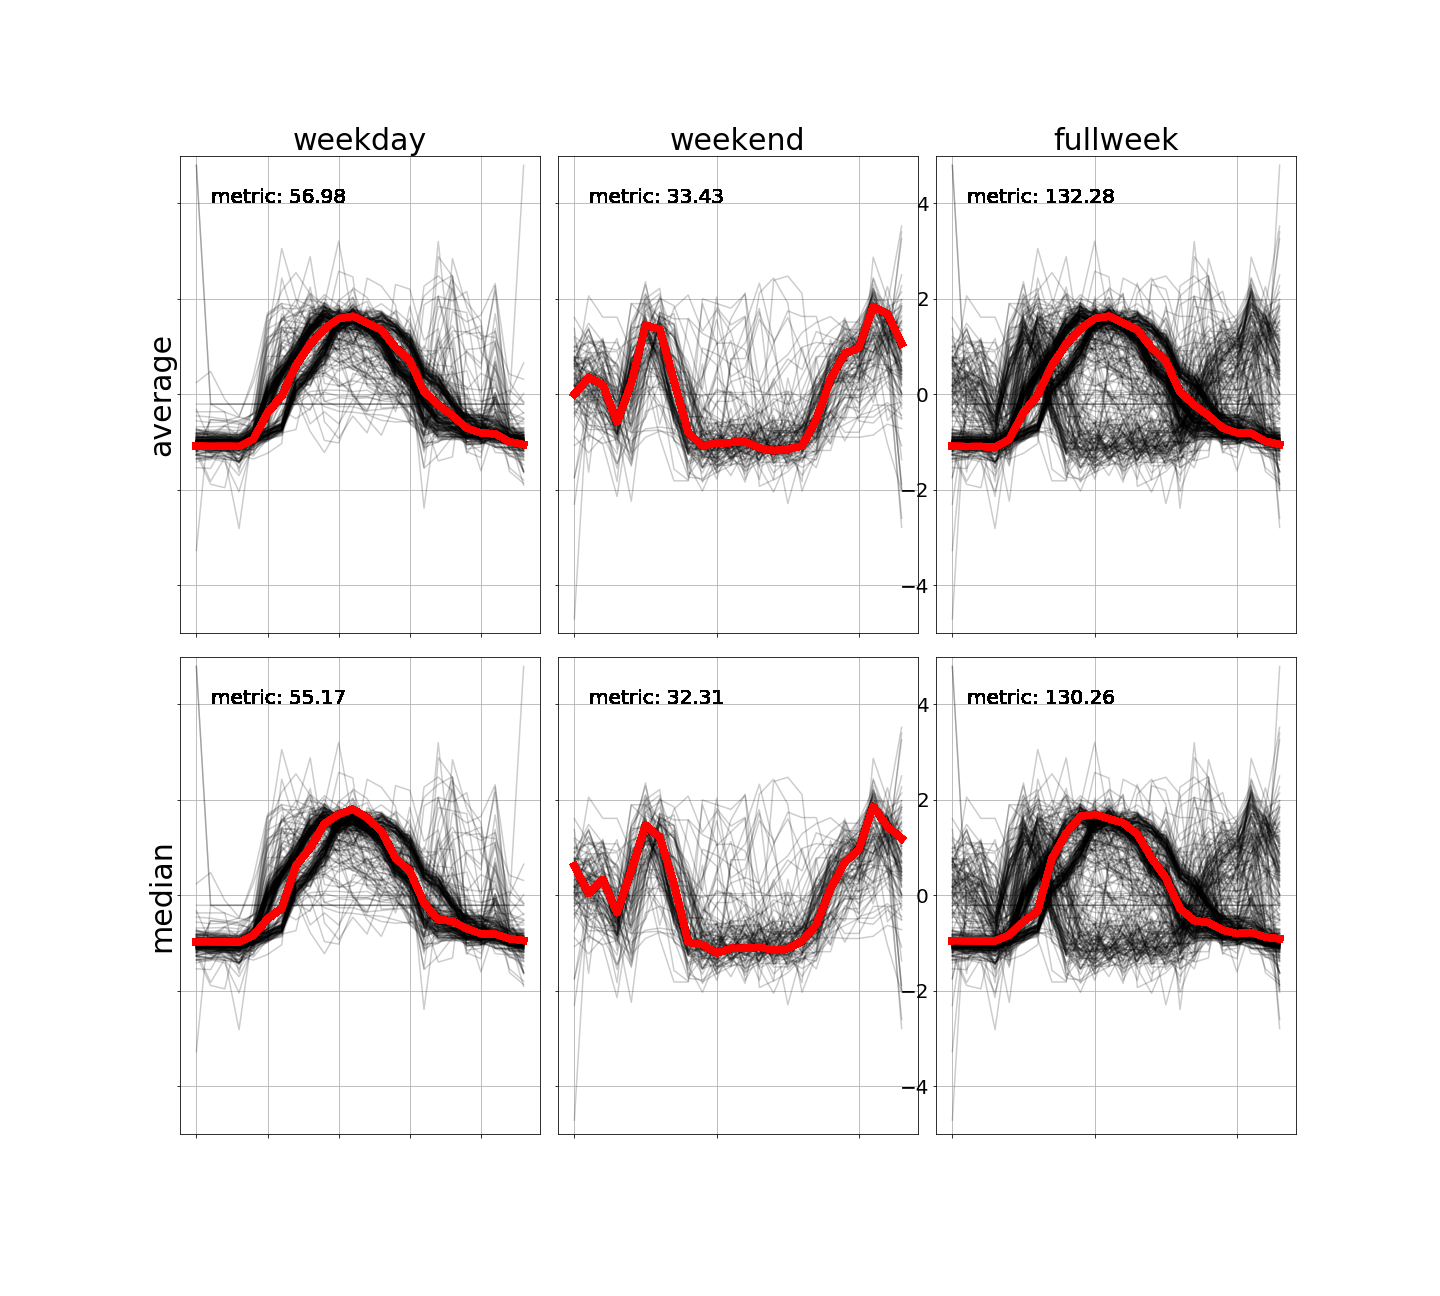 weekday
weekend
fullweek
average
metric: 56.98
metric: 33.43
metric: 132.28
4
2
0
−2
−4
median
metric: 55.17
metric: 32.31
metric: 130.26
4
2
0
−2
−4